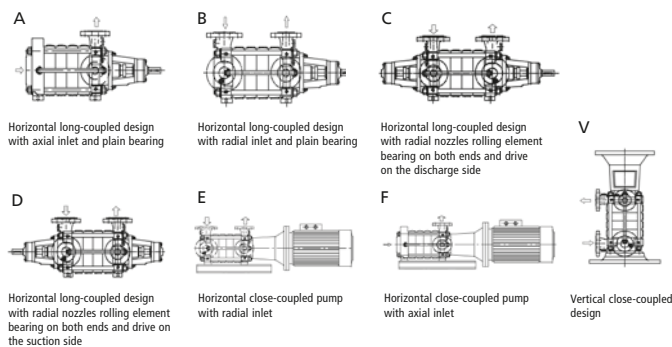 A
Horizontal long-coupled design
with axial inlet and plain bearing
B
Horizontal long-coupled design
with radial inlet and plain bearing
C
Horizontal long-coupled design
with radial nozzles rolling element
bearing on both ends and drive
on the discharge side
V
Vertical close-coupled
design
D
Horizontal long-coupled design
with radial nozzles rolling element
bearing on both ends and drive on
the suction side
E
Horizontal close-coupled pump
with radial inlet
F
Horizontal close-coupled pump
with axial inlet